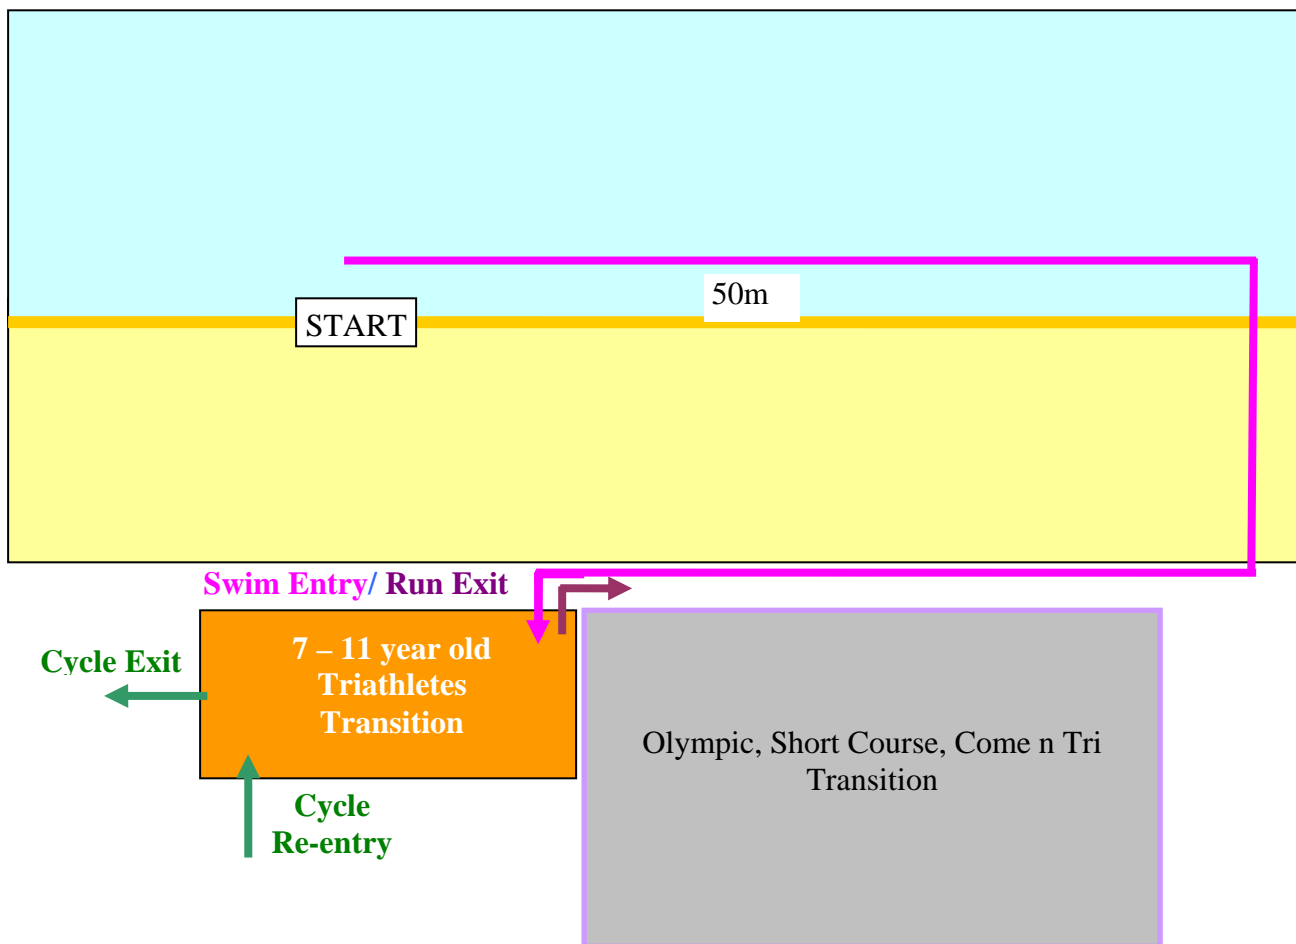 50m
START
Swim Entry/ Run Exit
7 – 11 year old
Triathletes
Transition
Cycle Exit
Olympic, Short Course, Come n Tri
Transition
Cycle
Re-entry